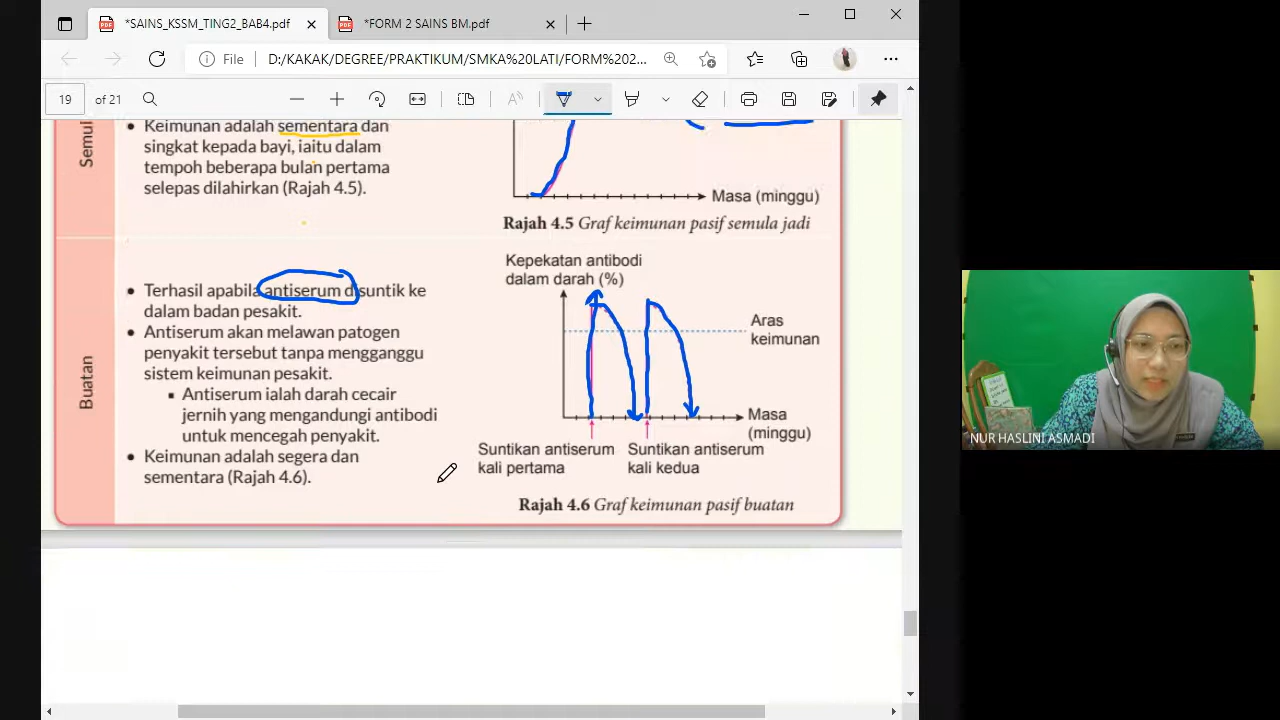 *SAINS_KSSM_TING2_BAB4.pdf
*FORM 2 SAINS BM.pdf
File
D:/KAKAK/DEGREE/PRAKTIKUM/SMKA%20LATI/FORM%202...
19 of 21
Semul
• Keimunan adalah sementara dan
singkat kepada bayi, iaitu dalam
tempoh beberapa bulan pertama
selepas dilahirkan (Rajah 4.5).
Masa (minggu)
Rajah 4.5 Graf keimunan pasif semula jadi
Buatan
• Terhasil apabila antiserum disuntik ke
dalam badan pesakit.
• Antiserum akan melawan patogen
penyakit tersebut tanpa mengganggu
sistem keimunan pesakit.
▪ Antiserum ialah darah cecair
jernih yang mengandungi antibodi
untuk mencegah penyakit.
• Keimunan adalah segera dan
sementara (Rajah 4.6).
Kepekatan antibodi
dalam darah (%)
Aras
keimunan
Masa
(minggu)
Suntikan antiserum
kali pertama
Suntikan antiserum
kali kedua
Rajah 4.6 Graf keimunan pasif buatan
NUR HASLINI ASMADI